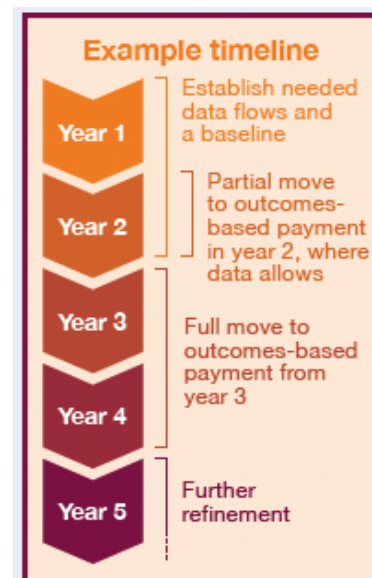 Example timeline
Establish needed
data flows and
a baseline
Year 1
Partial move
to outcomes-
based payment
in year 2, where
data allows
Year 2
Year 3
Full move to
outcomes-based
payment from
year 3
Year 4
Year 5
Further
refinement